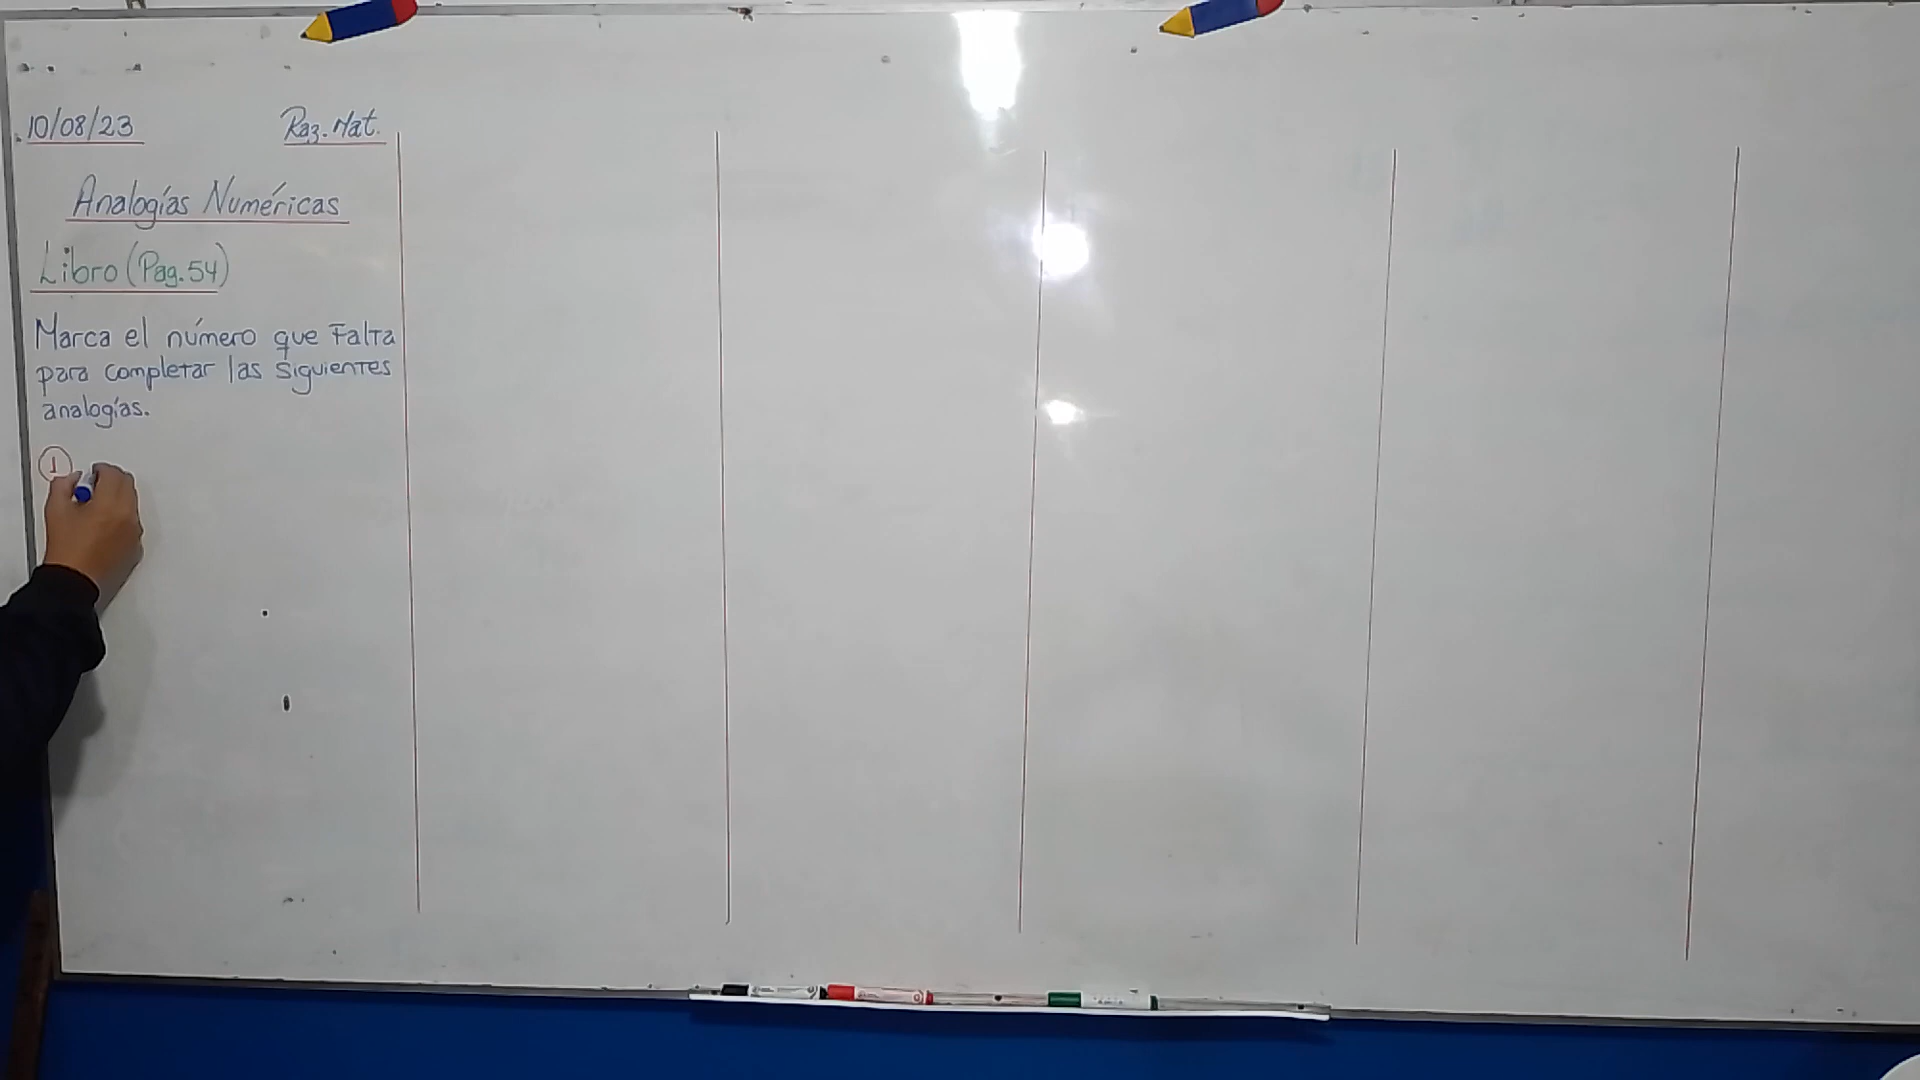 10/08/23 Raz. Mat.
Analogías Numéricas
Libro (Pag. 54)
Marca el número que Falta
para completar las siguientes
analogías.
1